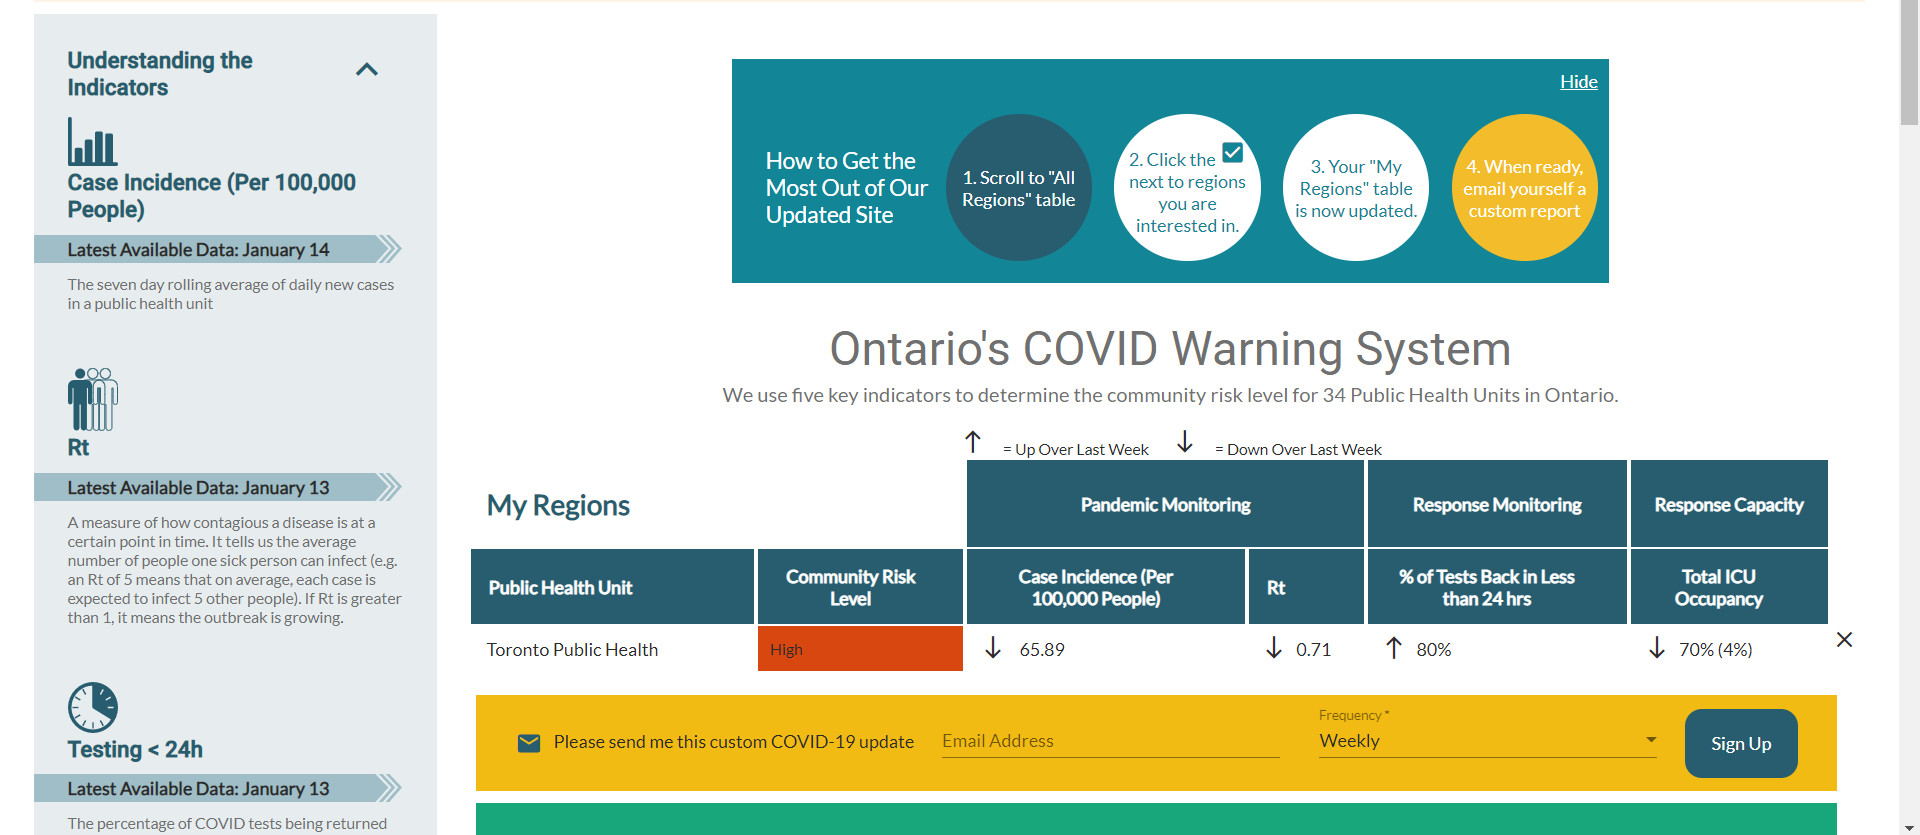 Understanding the
Indicators
Case Incidence (Per 100,000
People)
Latest Available Data: January 14
The seven day rolling average of daily new cases
in a public health unit
Rt
Latest Available Data: January 13
A measure of how contagious a disease is at a
certain point in time. It tells us the average
number of people one sick person can infect (e.g.
an Rt of 5 means that on average, each case is
expected to infect 5 other people). If Rt is greater
than 1, it means the outbreak is growing.
Testing < 24h
Latest Available Data: January 13
The percentage of COVID tests being returned
Hide
How to Get the
Most Out of Our
Updated Site
1. Scroll to "All
Regions" table
2. Click the
next to regions
you are
interested in.
3. Your "My
Regions" table
is now updated.
4. When ready,
email yourself a
custom report
Ontario's COVID Warning System
We use five key indicators to determine the community risk level for 34 Public Health Units in Ontario.
↑ = Up Over Last Week ↓ = Down Over Last Week
My Regions
Pandemic Monitoring
Response Monitoring
Response Capacity
Public Health Unit
Community Risk
Level
Case Incidence (Per
100,000 People)
Rt
% of Tests Back in Less
than 24 hrs
Total ICU
Occupancy
Toronto Public Health
High
↓ 65.89
↓ 0.71
↑ 80%
↓ 70% (4%)
Please send me this custom COVID-19 update
Email Address
Frequency *
Weekly
Sign Up